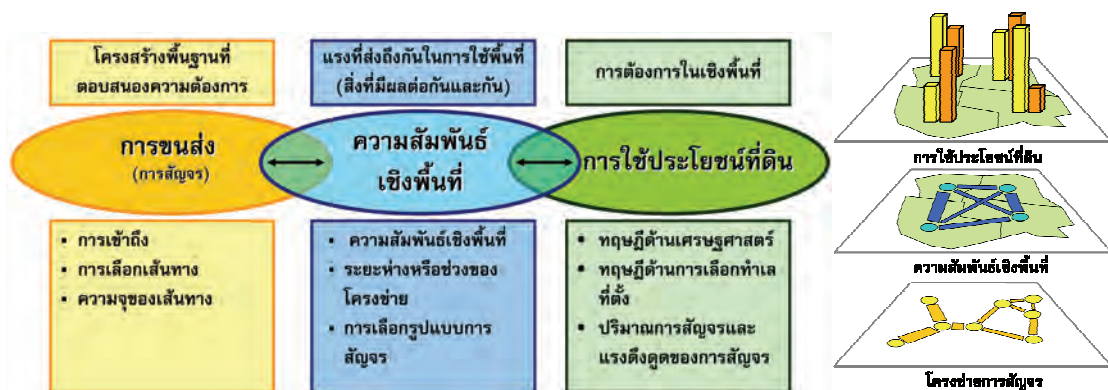 โครงสร้างพื้นฐานที่
ตอบสนองความต้องการ
แรงที่ส่งถึงกันในการใช้พื้นที่
(สิ่งที่มีผลต่อกันและกัน)
การต้องการในเชิงพื้นที่
การขนส่ง
(การสัญจร)
ความสัมพันธ์
เชิงพื้นที่
การใช้ประโยชน์ที่ดิน
• การเข้าถึง
• การเลือกเส้นทาง
• ความจุของเส้นทาง
• ความสัมพันธ์เชิงพื้นที่
• ระยะห่างหรือช่วงของ
โครงข่าย
• การเลือกรูปแบบการ
สัญจร
• ทฤษฎีด้านเศรษฐศาสตร์
• ทฤษฎีด้านการเลือกทำเล
ที่ตั้ง
• ปริมาณการสัญจรและ
แรงดึงดูดของการสัญจร
การใช้ประโยชน์ที่ดิน
ความสัมพันธ์เชิงพื้นที่
โครงข่ายการสัญจร